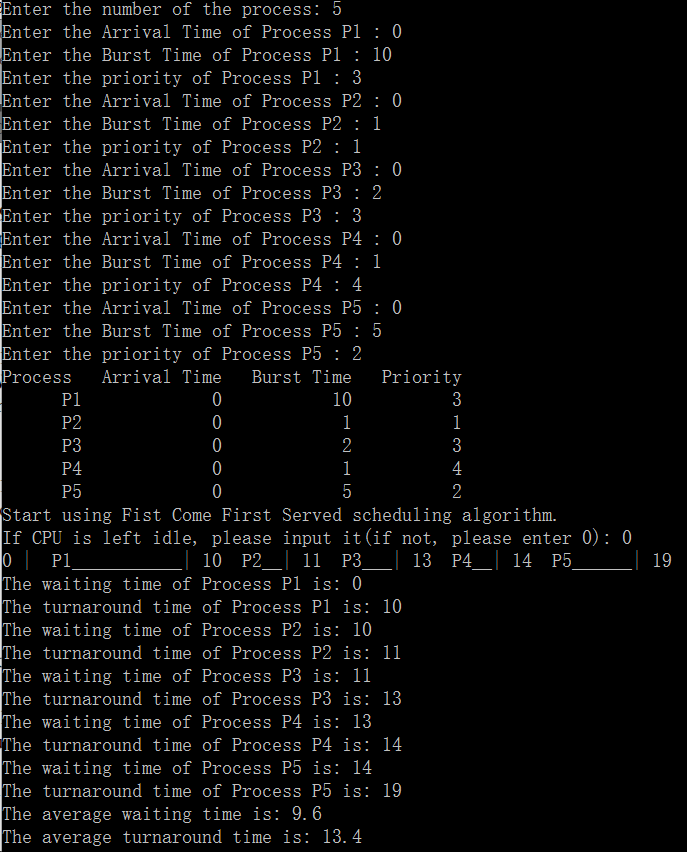 Enter the number of the process: 5
Enter the Arrival Time of Process P1 : 0
Enter the Burst Time of Process P1 : 10
Enter the priority of Process P1 : 3
Enter the Arrival Time of Process P2 : 0
Enter the Burst Time of Process P2 : 1
Enter the priority of Process P2 : 1
Enter the Arrival Time of Process P3 : 0
Enter the Burst Time of Process P3 : 2
Enter the priority of Process P3 : 3
Enter the Arrival Time of Process P4 : 0
Enter the Burst Time of Process P4 : 1
Enter the priority of Process P4 : 4
Enter the Arrival Time of Process P5 : 0
Enter the Burst Time of Process P5 : 5
Enter the priority of Process P5 : 2
Process   Arrival Time   Burst Time   Priority
      P1             0           10          3
      P2             0            1          1
      P3             0            2          3
      P4             0            1          4
      P5             0            5          2
Start using Fist Come First Served scheduling algorithm.
If CPU is left idle, please input it(if not, please enter 0): 0
0 |  P1___________| 10  P2__| 11  P3___| 13  P4__| 14  P5______| 19
The waiting time of Process P1 is: 0
The turnaround time of Process P1 is: 10
The waiting time of Process P2 is: 10
The turnaround time of Process P2 is: 11
The waiting time of Process P3 is: 11
The turnaround time of Process P3 is: 13
The waiting time of Process P4 is: 13
The turnaround time of Process P4 is: 14
The waiting time of Process P5 is: 14
The turnaround time of Process P5 is: 19
The average waiting time is: 9.6
The average turnaround time is: 13.4